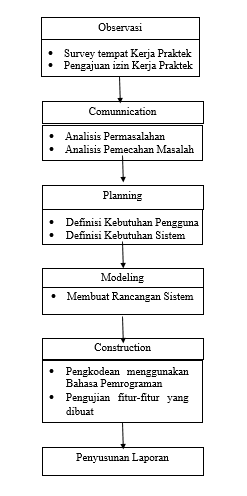 Observasi
• Survey tempat Kerja Praktek
• Pengajuan izin Kerja Praktek
Comunnication
• Analisis Permasalahan
• Analisis Pemecahan Masalah
Planning
• Definisi Kebutuhan Pengguna
• Definisi Kebutuhan Sistem
Modeling
• Membuat Rancangan Sistem
Construction
• Pengkodean menggunakan
Bahasa Pemrograman
• Pengujian fitur-fitur yang
dibuat
Penyusunan Laporan